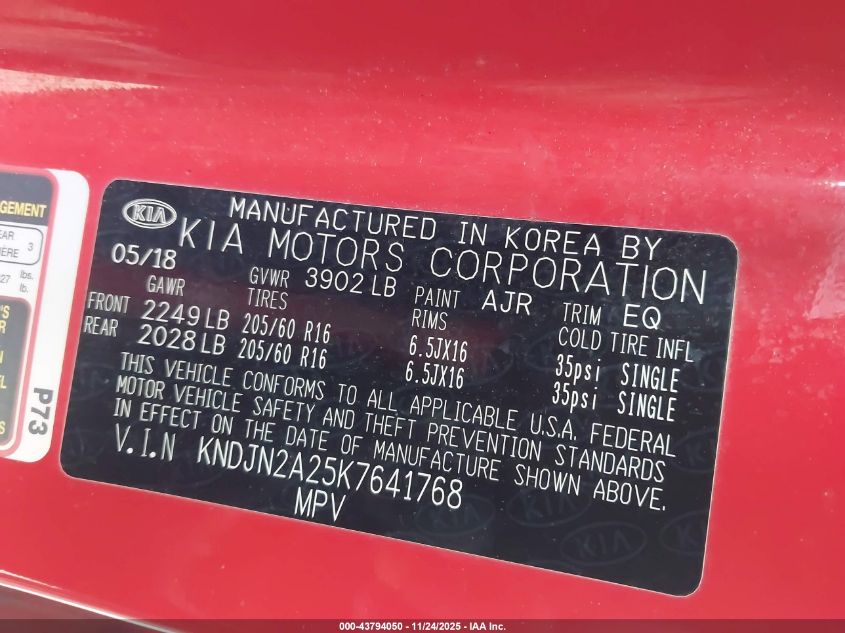 KIA MANUFACTURED IN KOREA BY
KIA MOTORS CORPORATION
05/18 GVWR 3902 LB PAINT AJR TRIM EQ
GAWR TIRES RIMS COLD TIRE INFL
FRONT 2249 LB 205/60 R16 6.5JX16 35psi SINGLE
REAR 2028 LB 205/60 R16 6.5JX16 35psi SINGLE
THIS VEHICLE CONFORMS TO ALL APPLICABLE U.S.A. FEDERAL
MOTOR VEHICLE SAFETY AND THEFT PREVENTION STANDARDS
IN EFFECT ON THE DATE OF MANUFACTURE SHOWN ABOVE.
V.I.N KNDJN2A25K7641768
MPV
KIA
GEMENT
3
lbs.
lb.
P73
000-43794050 - 11/24/2025 - IAA Inc.